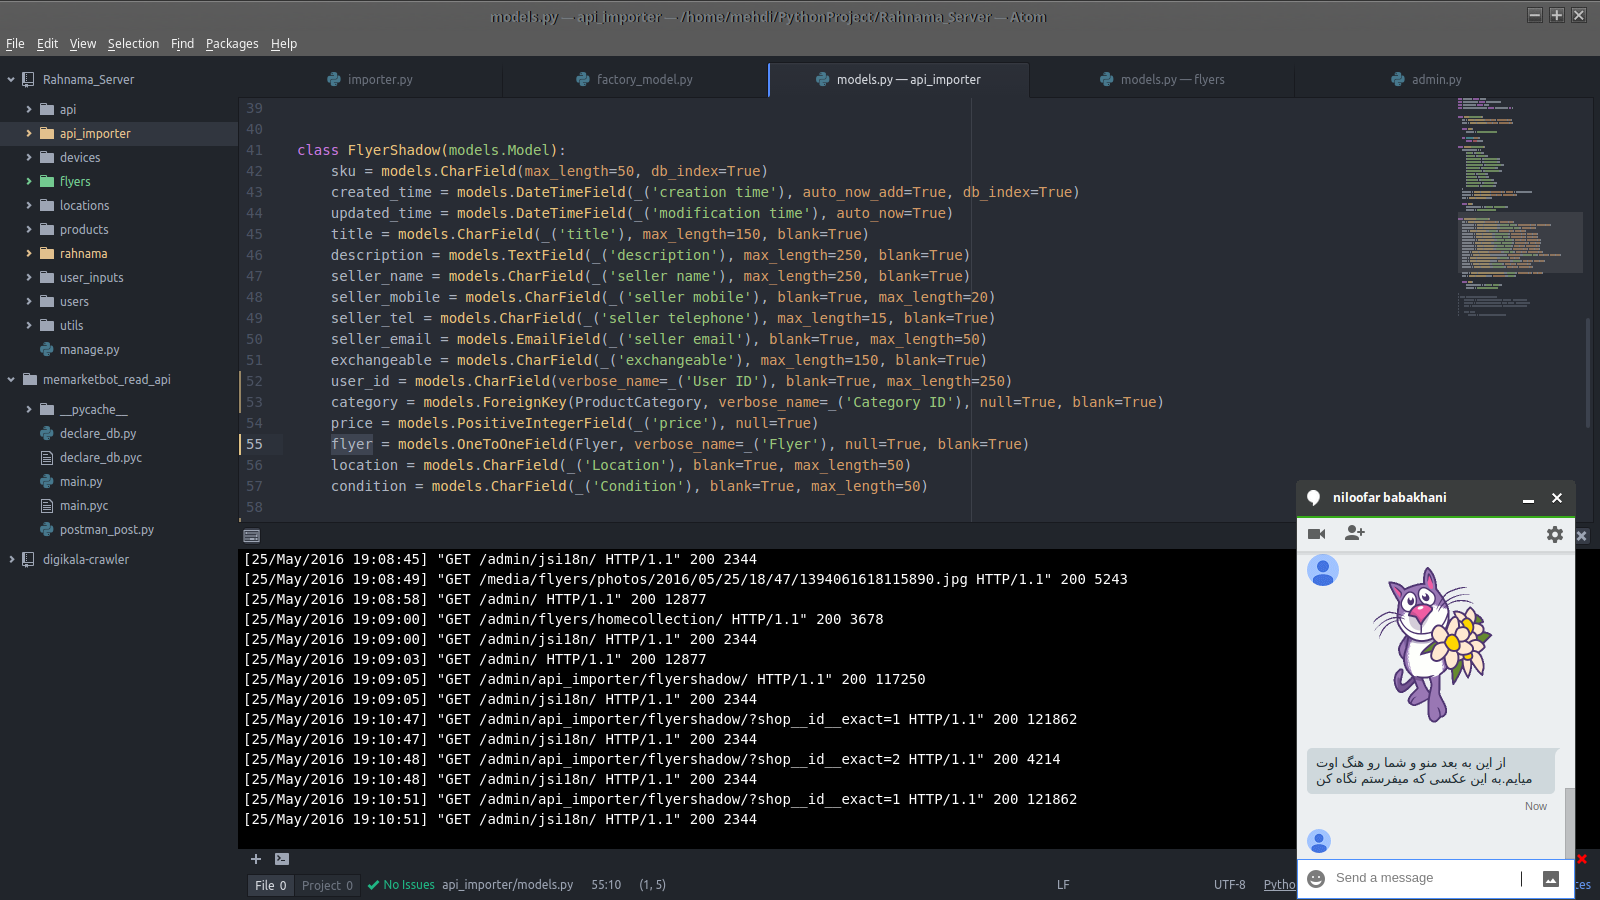 models.py — api_importer — /home/mehdi/PythonProject/Rahnama_Server — Atom
File Edit View Selection Find Packages Help
Rahnama_Server
api
api_importer
devices
flyers
locations
products
rahnama
user_inputs
users
utils
manage.py
memarketbot_read_api
__pycache__
declare_db.py
declare_db.pyc
main.py
main.pyc
postman_post.py
digikala-crawler
importer.py
factory_model.py
models.py — api_importer
models.py — flyers
admin.py
39
40
41 class FlyerShadow(models.Model):
42 sku = models.CharField(max_length=50, db_index=True)
43 created_time = models.DateTimeField(_('creation time'), auto_now_add=True, db_index=True)
44 updated_time = models.DateTimeField(_('modification time'), auto_now=True)
45 title = models.CharField(_('title'), max_length=150, blank=True)
46 description = models.TextField(_('description'), max_length=250, blank=True)
47 seller_name = models.CharField(_('seller name'), max_length=250, blank=True)
48 seller_mobile = models.CharField(_('seller mobile'), blank=True, max_length=20)
49 seller_tel = models.CharField(_('seller telephone'), max_length=15, blank=True)
50 seller_email = models.EmailField(_('seller email'), blank=True, max_length=50)
51 exchangeable = models.CharField(_('exchangeable'), max_length=150, blank=True)
52 user_id = models.CharField(verbose_name=_('User ID'), blank=True, max_length=250)
53 category = models.ForeignKey(ProductCategory, verbose_name=_('Category ID'), null=True, blank=True)
54 price = models.PositiveIntegerField(_('price'), null=True)
55 flyer = models.OneToOneField(Flyer, verbose_name=_('Flyer'), null=True, blank=True)
56 location = models.CharField(_('Location'), blank=True, max_length=50)
57 condition = models.CharField(_('Condition'), blank=True, max_length=50)
58
[25/May/2016 19:08:45] "GET /admin/jsi18n/ HTTP/1.1" 200 2344
[25/May/2016 19:08:49] "GET /media/flyers/photos/2016/05/25/18/47/1394061618115890.jpg HTTP/1.1" 200 5243
[25/May/2016 19:08:58] "GET /admin/ HTTP/1.1" 200 12877
[25/May/2016 19:09:00] "GET /admin/flyers/homecollection/ HTTP/1.1" 200 3678
[25/May/2016 19:09:00] "GET /admin/jsi18n/ HTTP/1.1" 200 2344
[25/May/2016 19:09:03] "GET /admin/ HTTP/1.1" 200 12877
[25/May/2016 19:09:05] "GET /admin/api_importer/flyershadow/ HTTP/1.1" 200 117250
[25/May/2016 19:09:05] "GET /admin/jsi18n/ HTTP/1.1" 200 2344
[25/May/2016 19:10:47] "GET /admin/api_importer/flyershadow/?shop__id__exact=1 HTTP/1.1" 200 121862
[25/May/2016 19:10:47] "GET /admin/jsi18n/ HTTP/1.1" 200 2344
[25/May/2016 19:10:48] "GET /admin/api_importer/flyershadow/?shop__id__exact=2 HTTP/1.1" 200 4214
[25/May/2016 19:10:48] "GET /admin/jsi18n/ HTTP/1.1" 200 2344
[25/May/2016 19:10:51] "GET /admin/api_importer/flyershadow/?shop__id__exact=1 HTTP/1.1" 200 121862
[25/May/2016 19:10:51] "GET /admin/jsi18n/ HTTP/1.1" 200 2344
niloofar babakhani
از این به بعد منو و شما رو هنگ اوت
میایم.به این عکسی که میفرستم نگاه کن
Now
Send a message
File 0 Project 0 No Issues api_importer/models.py 55:10 (1, 5) LF UTF-8 Pytho ces